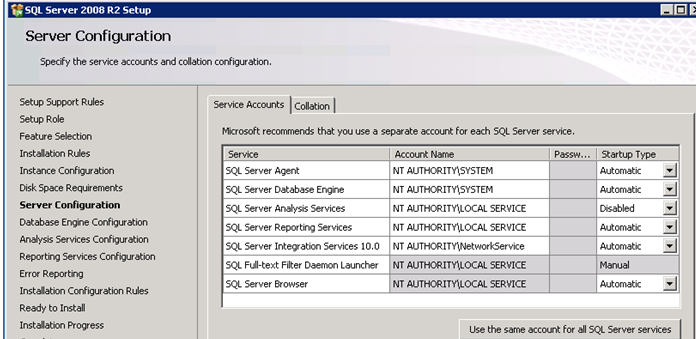 SQL Server 2008 R2 Setup
Server Configuration
Specify the service accounts and collation configuration.
Setup Support Rules
Setup Role
Feature Selection
Installation Rules
Instance Configuration
Disk Space Requirements
Server Configuration
Database Engine Configuration
Analysis Services Configuration
Reporting Services Configuration
Error Reporting
Installation Configuration Rules
Ready to Install
Installation Progress
Service Accounts Collation
Microsoft recommends that you use a separate account for each SQL Server service.
Service Account Name Passw... Startup Type
SQL Server Agent NT AUTHORITY\SYSTEM Automatic
SQL Server Database Engine NT AUTHORITY\SYSTEM Automatic
SQL Server Analysis Services NT AUTHORITY\LOCAL SERVICE Disabled
SQL Server Reporting Services NT AUTHORITY\LOCAL SERVICE Automatic
SQL Server Integration Services 10.0 NT AUTHORITY\NetworkService Automatic
SQL Full-text Filter Daemon Launcher NT AUTHORITY\LOCAL SERVICE Manual
SQL Server Browser NT AUTHORITY\LOCAL SERVICE Automatic
Use the same account for all SQL Server services